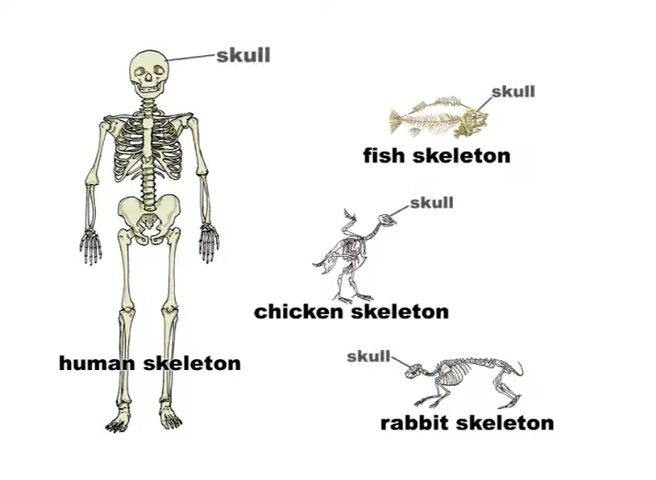 skull
skull
fish skeleton
skull
chicken skeleton
skull
human skeleton
rabbit skeleton